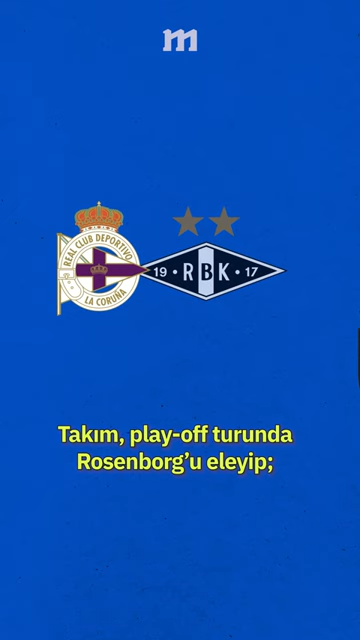 m
REAL CLUB DEPORTIVO
LA CORUÑA
19 · RBK · 17
Takım, play-off turunda
Rosenborg’u eleyip;